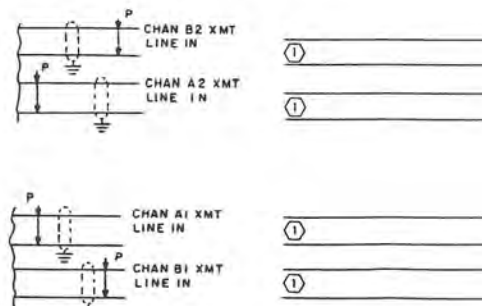 P
P
CHAN B2 XMT
LINE IN
1
P
CHAN A2 XMT
LINE IN
1
P
CHAN A1 XMT
LINE IN
1
P
CHAN B1 XMT
LINE IN
1